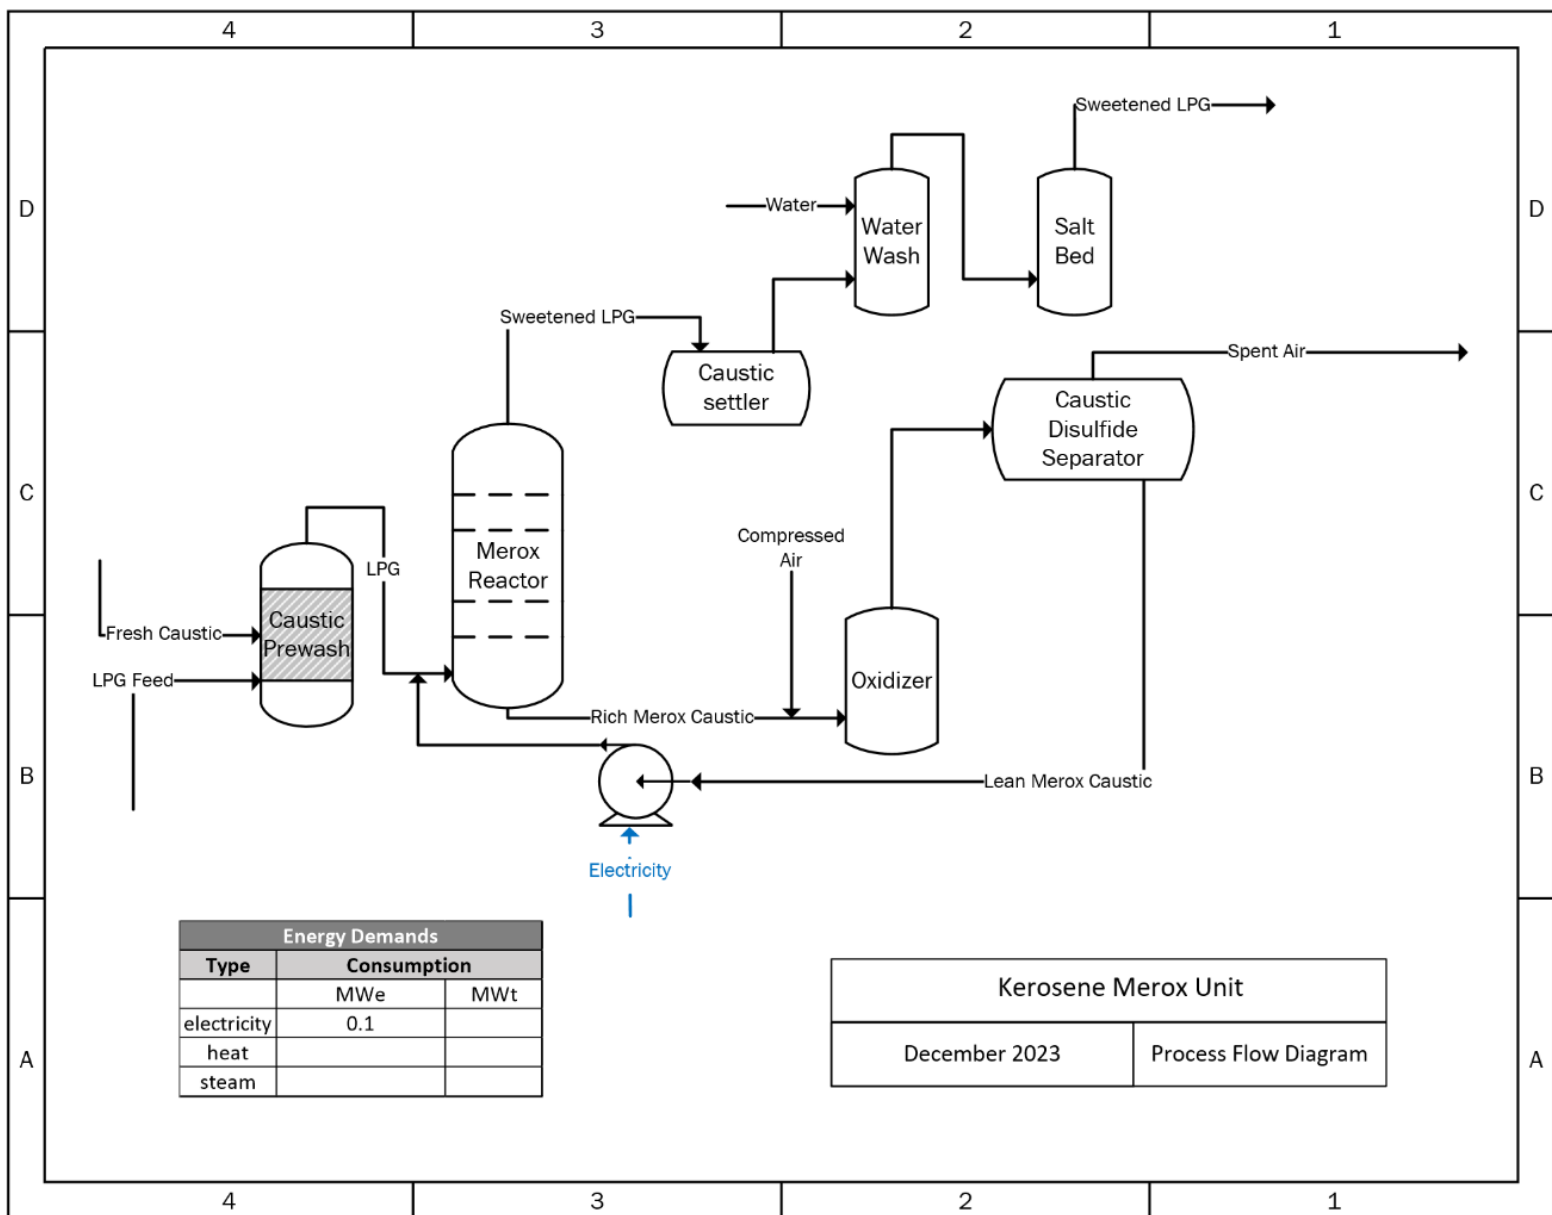 4 3 2 1
Sweetened LPG
D
Water
Water
Wash
Salt
Bed
D
Sweetened LPG
Caustic
settler
Spent Air
Caustic
Disulfide
Separator
C
Merox
Reactor
Compressed
Air
C
LPG
Caustic
Prewash
Fresh Caustic
LPG Feed
Oxidizer
Rich Merox Caustic
B
Lean Merox Caustic
B
Electricity
Energy Demands
Type Consumption
MWe MWt
electricity 0.1
heat
steam
Kerosene Merox Unit
December 2023 Process Flow Diagram
A
A
4 3 2 1